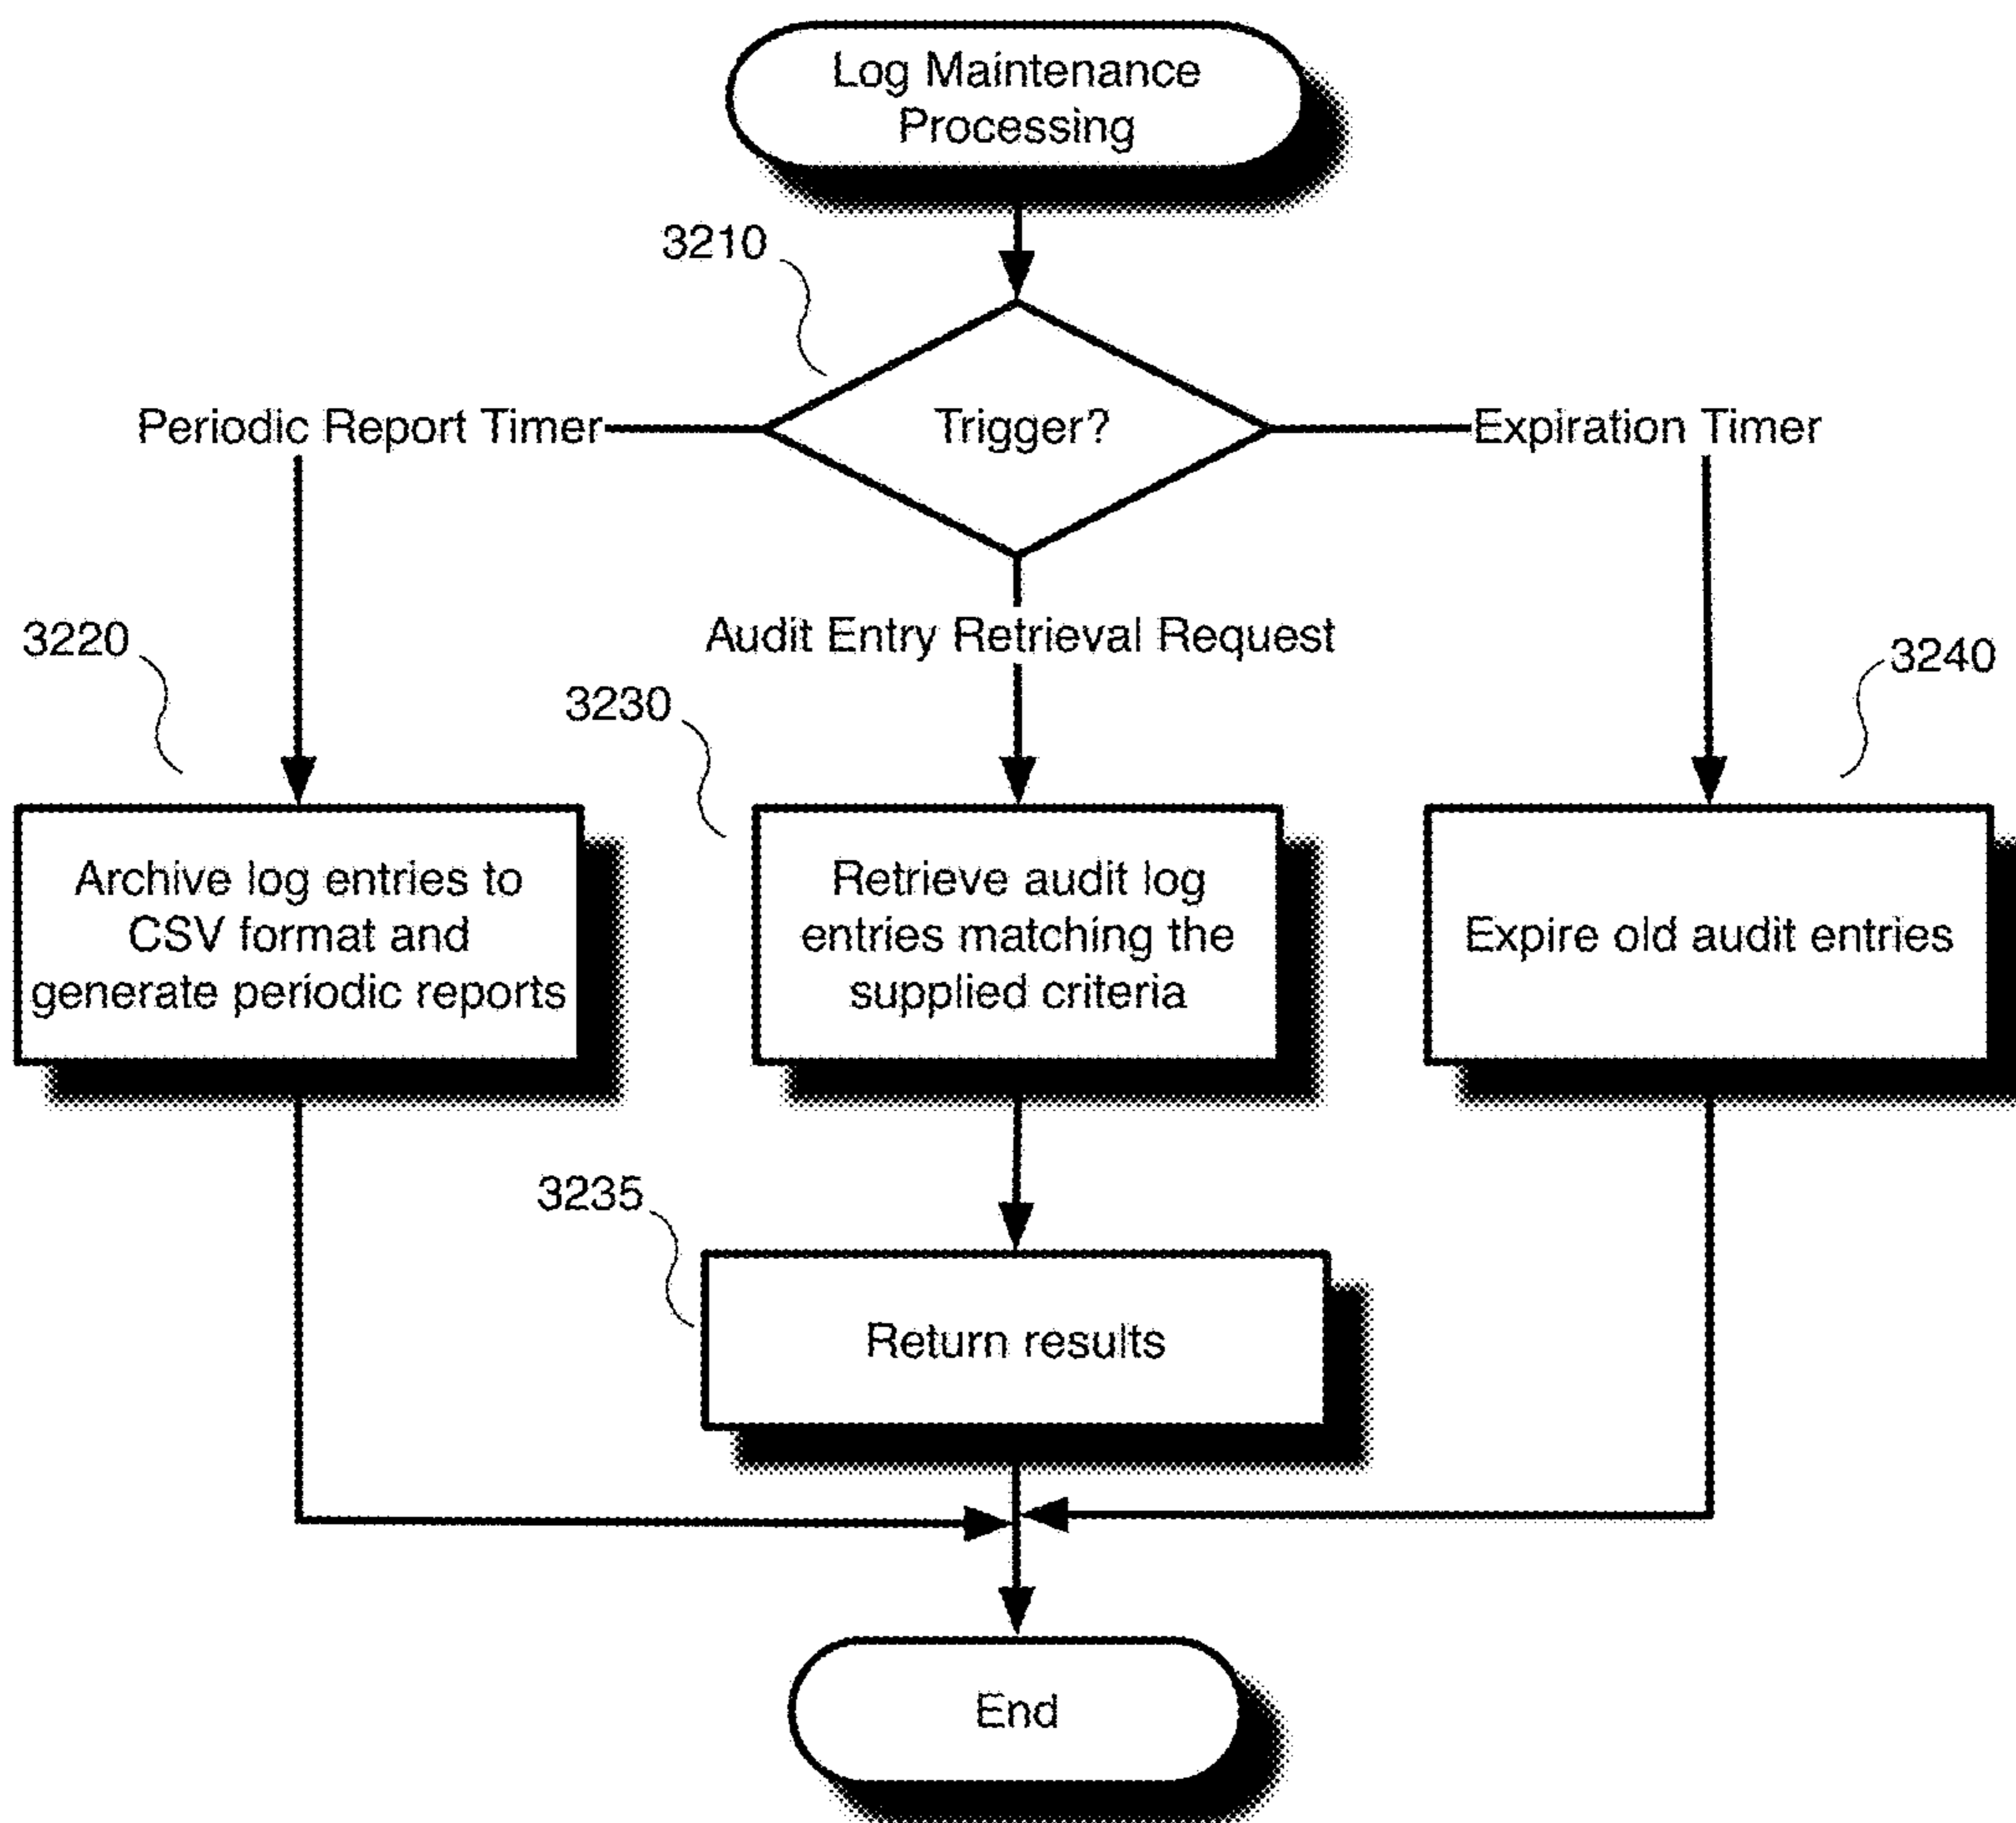 Log Maintenance
Processing
3210
Trigger?
Periodic Report Timer
Expiration Timer
Audit Entry Retrieval Request
3220
3230
3240
Archive log entries to
CSV format and
generate periodic reports
Retrieve audit log
entries matching the
supplied criteria
Expire old audit entries
3235
Return results
End